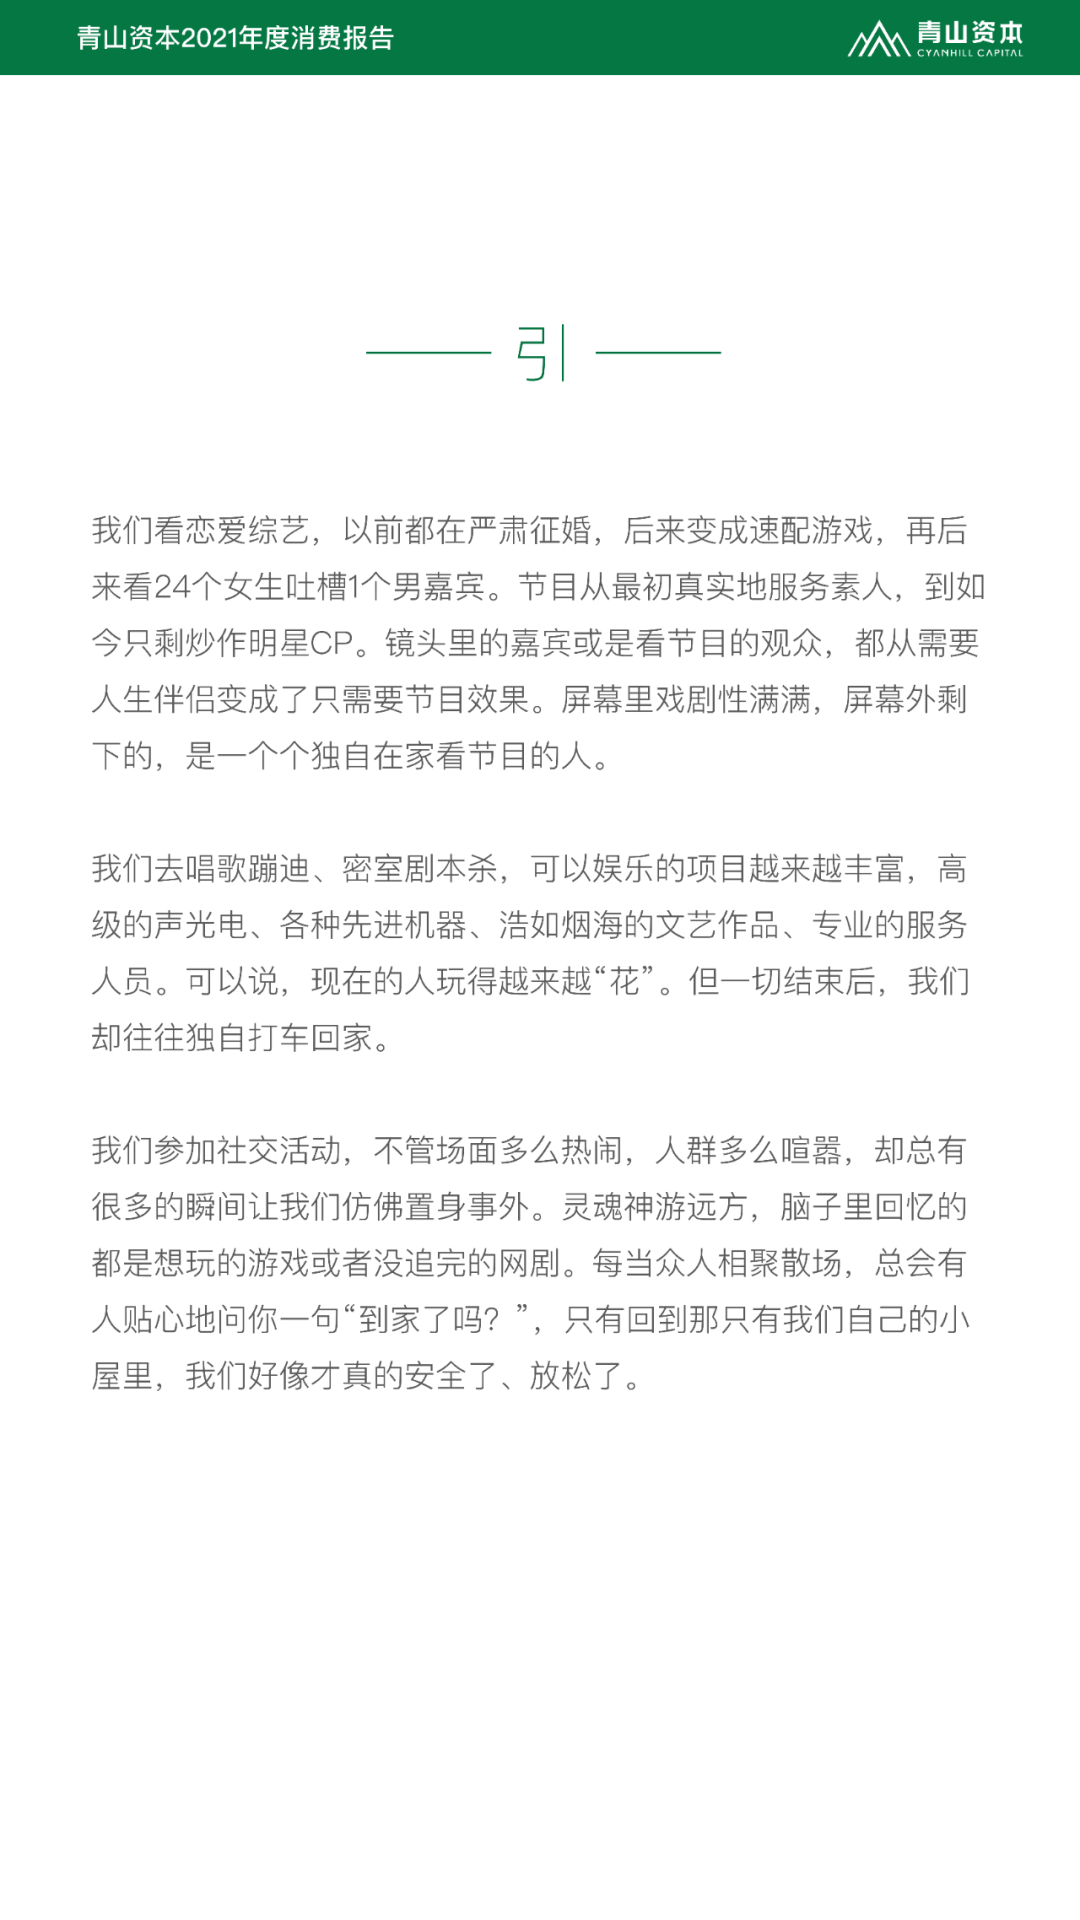 青山资本2021年度消费报告
青山资本
CYANHILL CAPITAL
引
我们看恋爱综艺，以前都在严肃征婚，后来变成速配游戏，再后
来看24个女生吐槽1个男嘉宾。节目从最初真实地服务素人，到如
今只剩炒作明星CP。镜头里的嘉宾或是看节目的观众，都从需要
人生伴侣变成了只需要节目效果。屏幕里戏剧性满满，屏幕外剩
下的，是一个个独自在家看节目的人。
我们去唱歌蹦迪、密室剧本杀，可以娱乐的项目越来越丰富，高
级的声光电、各种先进机器、浩如烟海的文艺作品、专业的服务
人员。可以说，现在的人玩得越来越“花”。但一切结束后，我们
却往往独自打车回家。
我们参加社交活动，不管场面多么热闹，人群多么喧嚣，却总有
很多的瞬间让我们仿佛置身事外。灵魂神游远方，脑子里回忆的
都是想玩的游戏或者没追完的网剧。每当众人相聚散场，总会有
人贴心地问你一句“到家了吗？”，只有回到那只有我们自己的小
屋里，我们好像才真的安全了、放松了。